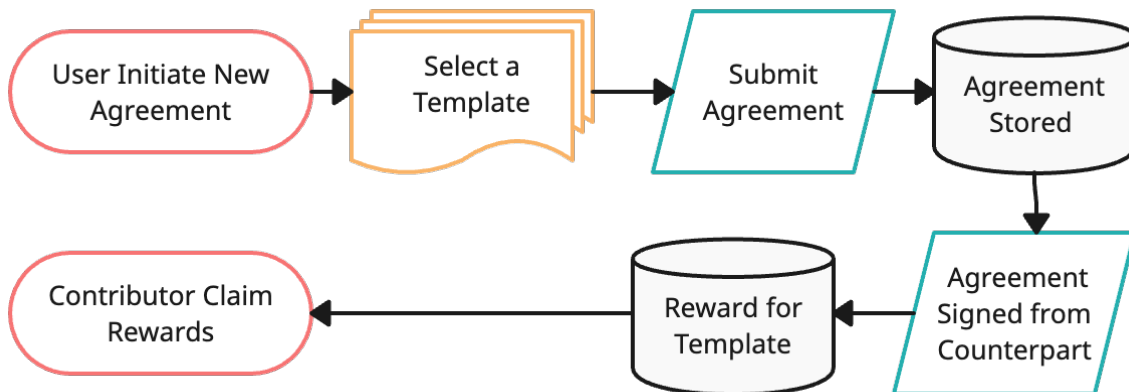 User Initiate New
Agreement
Select a
Template
Submit
Agreement
Agreement
Stored
Agreement
Signed from
Counterpart
Reward for
Template
Contributor Claim
Rewards